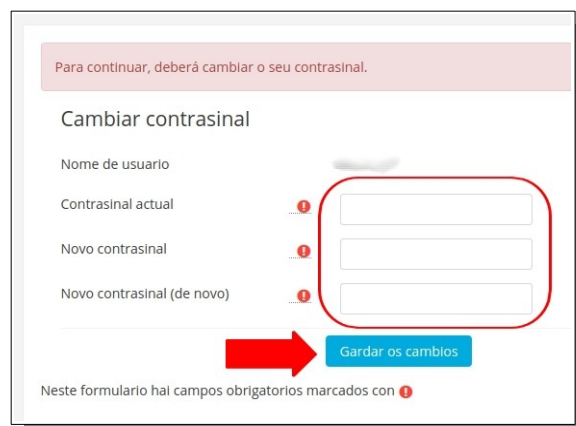 Para continuar, deberá cambiar o seu contrasinal.
Cambiar contrasinal
Nome de usuario
Contrasinal actual
Novo contrasinal
Novo contrasinal (de novo)
Gardar os cambios
Neste formulario hai campos obrigatorios marcados con